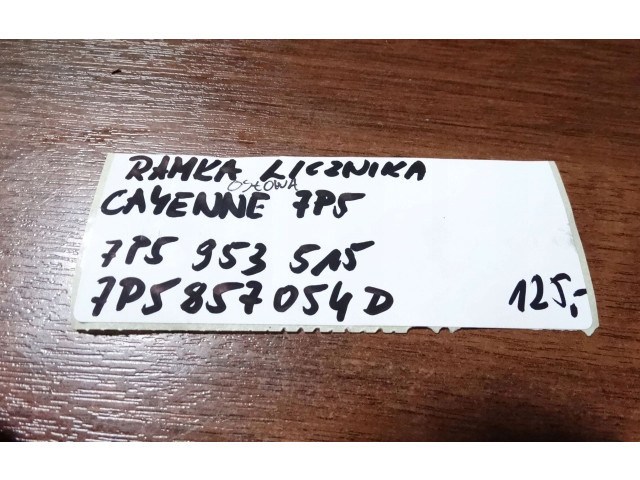 RAMKA LICZNIKA
OSŁONA
CAYENNE 7P5
7P5 953 515
7P5 857 054 D 125,-